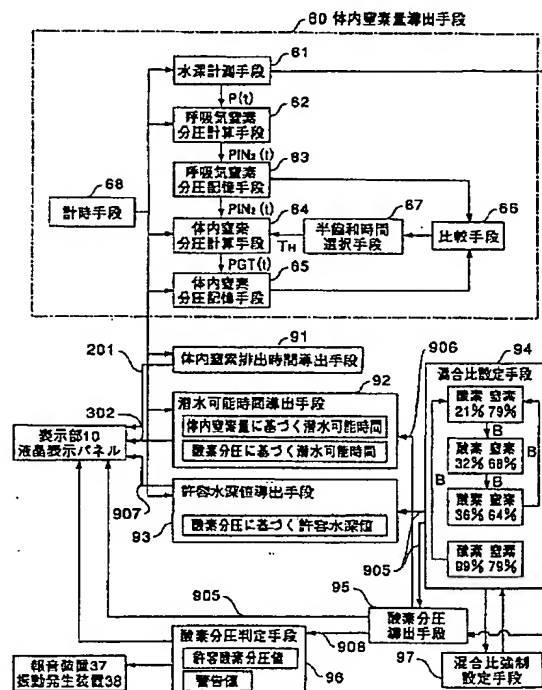 60 体内窒素量導出手段
61
水深計測手段
P(t)
62
呼吸気窒素
分圧計算手段
PIN₂(t)
63
呼吸気窒素
分圧記憶手段
PIN₂(t)
64
体内窒素
分圧計算手段
PGT(t)
65
体内窒素
分圧記憶手段
68
計時手段
67
半飽和時間
選択手段
TH
66
比較手段
201
91
体内窒素排出時間導出手段
906
302
92
潜水可能時間導出手段
体内窒素量に基づく潜水可能時間
酸素分圧に基づく潜水可能時間
表示部10
液晶表示パネル
907
許容水深値導出手段
酸素分圧に基づく許容水深値
93
94
混合比設定手段
酸素 窒素
21% 79%
B
酸素 窒素
32% 68%
B
酸素 窒素
36% 64%
B
B
酸素 窒素
99% 79%
905
905
95
酸素分圧
導出手段
908
酸素分圧判定手段
許容酸素分圧値
警告値
96
報音装置37
振動発生装置38
97
混合比強制
設定手段